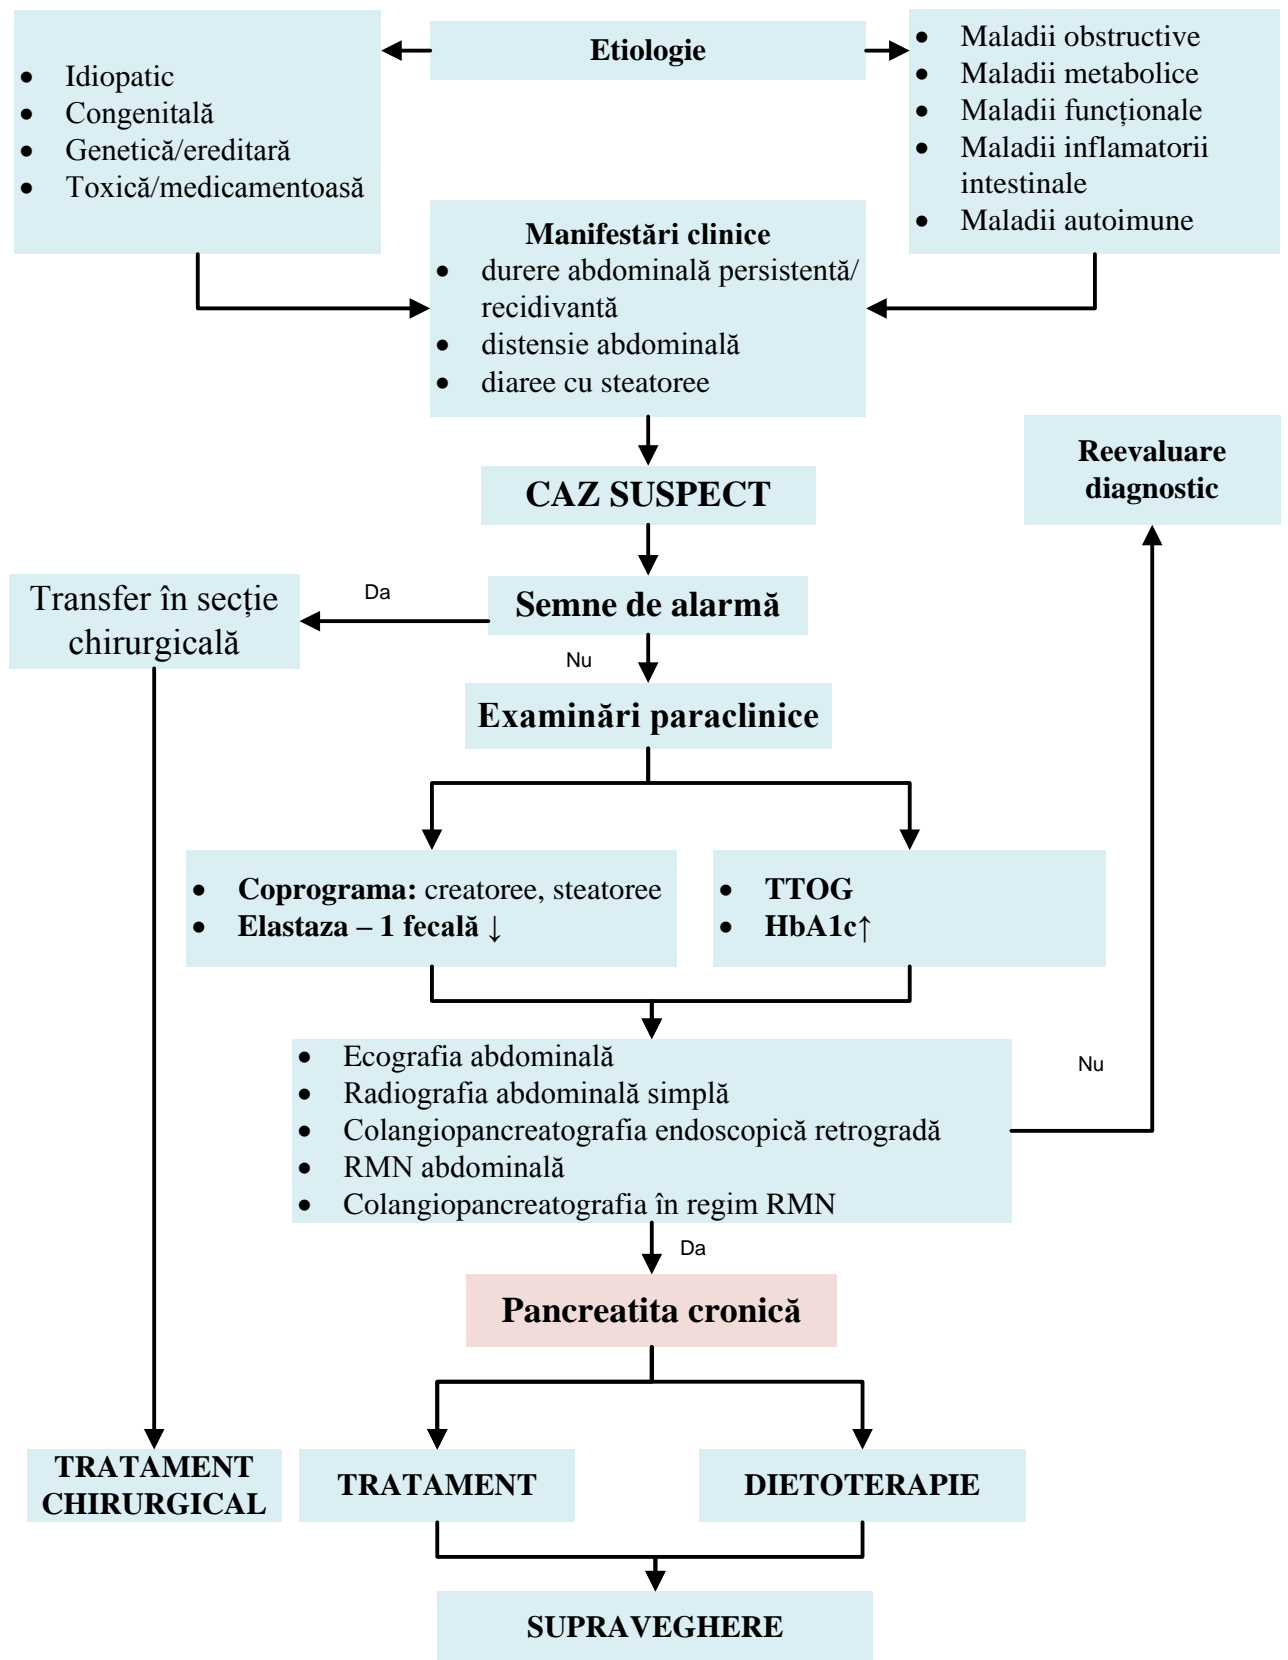 Etiologie
• Idiopatic
• Congenitală
• Genetică/ereditară
• Toxică/medicamentoasă
• Maladii obstructive
• Maladii metabolice
• Maladii funcționale
• Maladii inflamatorii
intestinale
• Maladii autoimune
Manifestări clinice
• durere abdominală persistentă/
recidivantă
• distensie abdominală
• diaree cu steatoree
Reevaluare
diagnostic
CAZ SUSPECT
Semne de alarmă
Da
Transfer în secție
chirurgicală
Nu
Examinări paraclinice
• Coprograma: creatoree, steatoree
• Elastaza – 1 fecală ↓
• TTOG
• HbA1c↑
• Ecografia abdominală
• Radiografia abdominală simplă
• Colangiopancreatografia endoscopică retrogradă
• RMN abdominală
• Colangiopancreatografia în regim RMN
Nu
Da
Pancreatita cronică
TRATAMENT
CHIRURGICAL
TRATAMENT
DIETOTERAPIE
SUPRAVEGHERE